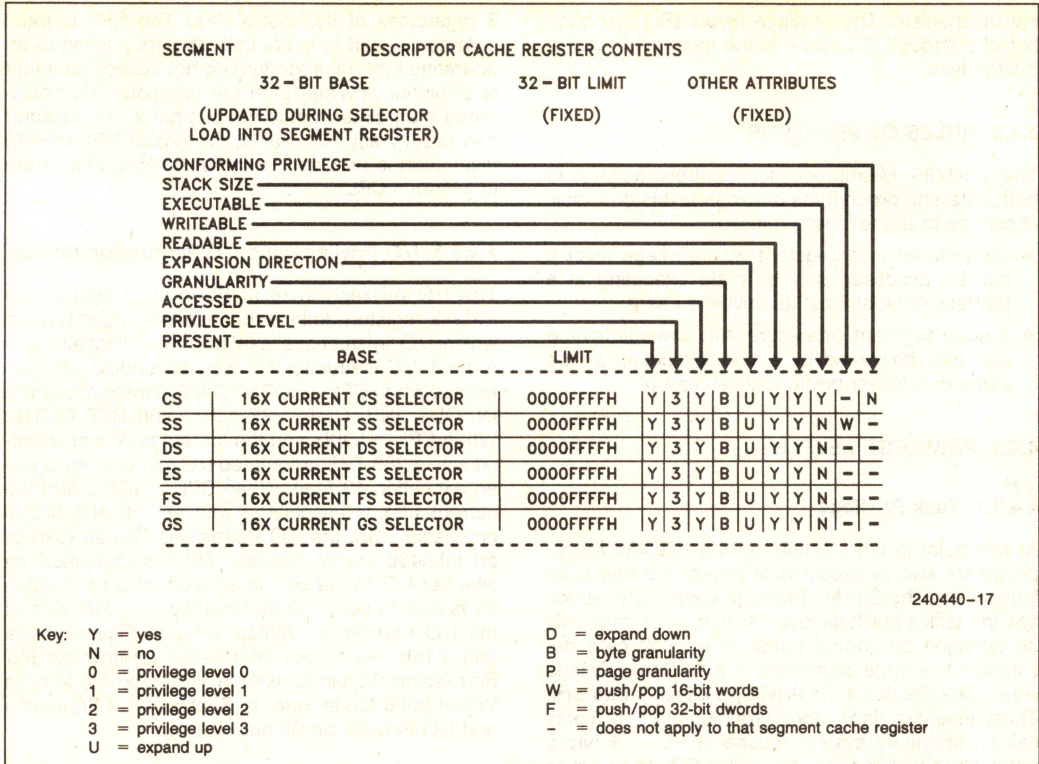 SEGMENT DESCRIPTOR CACHE REGISTER CONTENTS
32 – BIT BASE 32 – BIT LIMIT OTHER ATTRIBUTES
(UPDATED DURING SELECTOR (FIXED) (FIXED)
LOAD INTO SEGMENT REGISTER)
CONFORMING PRIVILEGE
STACK SIZE
EXECUTABLE
WRITEABLE
READABLE
EXPANSION DIRECTION
GRANULARITY
ACCESSED
PRIVILEGE LEVEL
PRESENT
BASE LIMIT
CS 16X CURRENT CS SELECTOR 0000FFFFH Y 3 Y B U Y Y Y – N
SS 16X CURRENT SS SELECTOR 0000FFFFH Y 3 Y B U Y Y N W –
DS 16X CURRENT DS SELECTOR 0000FFFFH Y 3 Y B U Y Y N – –
ES 16X CURRENT ES SELECTOR 0000FFFFH Y 3 Y B U Y Y N – –
FS 16X CURRENT FS SELECTOR 0000FFFFH Y 3 Y B U Y Y N – –
GS 16X CURRENT GS SELECTOR 0000FFFFH Y 3 Y B U Y Y N – –
240440–17
Key: Y = yes
N = no
0 = privilege level 0
1 = privilege level 1
2 = privilege level 2
3 = privilege level 3
U = expand up
D = expand down
B = byte granularity
P = page granularity
W = push/pop 16-bit words
F = push/pop 32-bit dwords
– = does not apply to that segment cache register